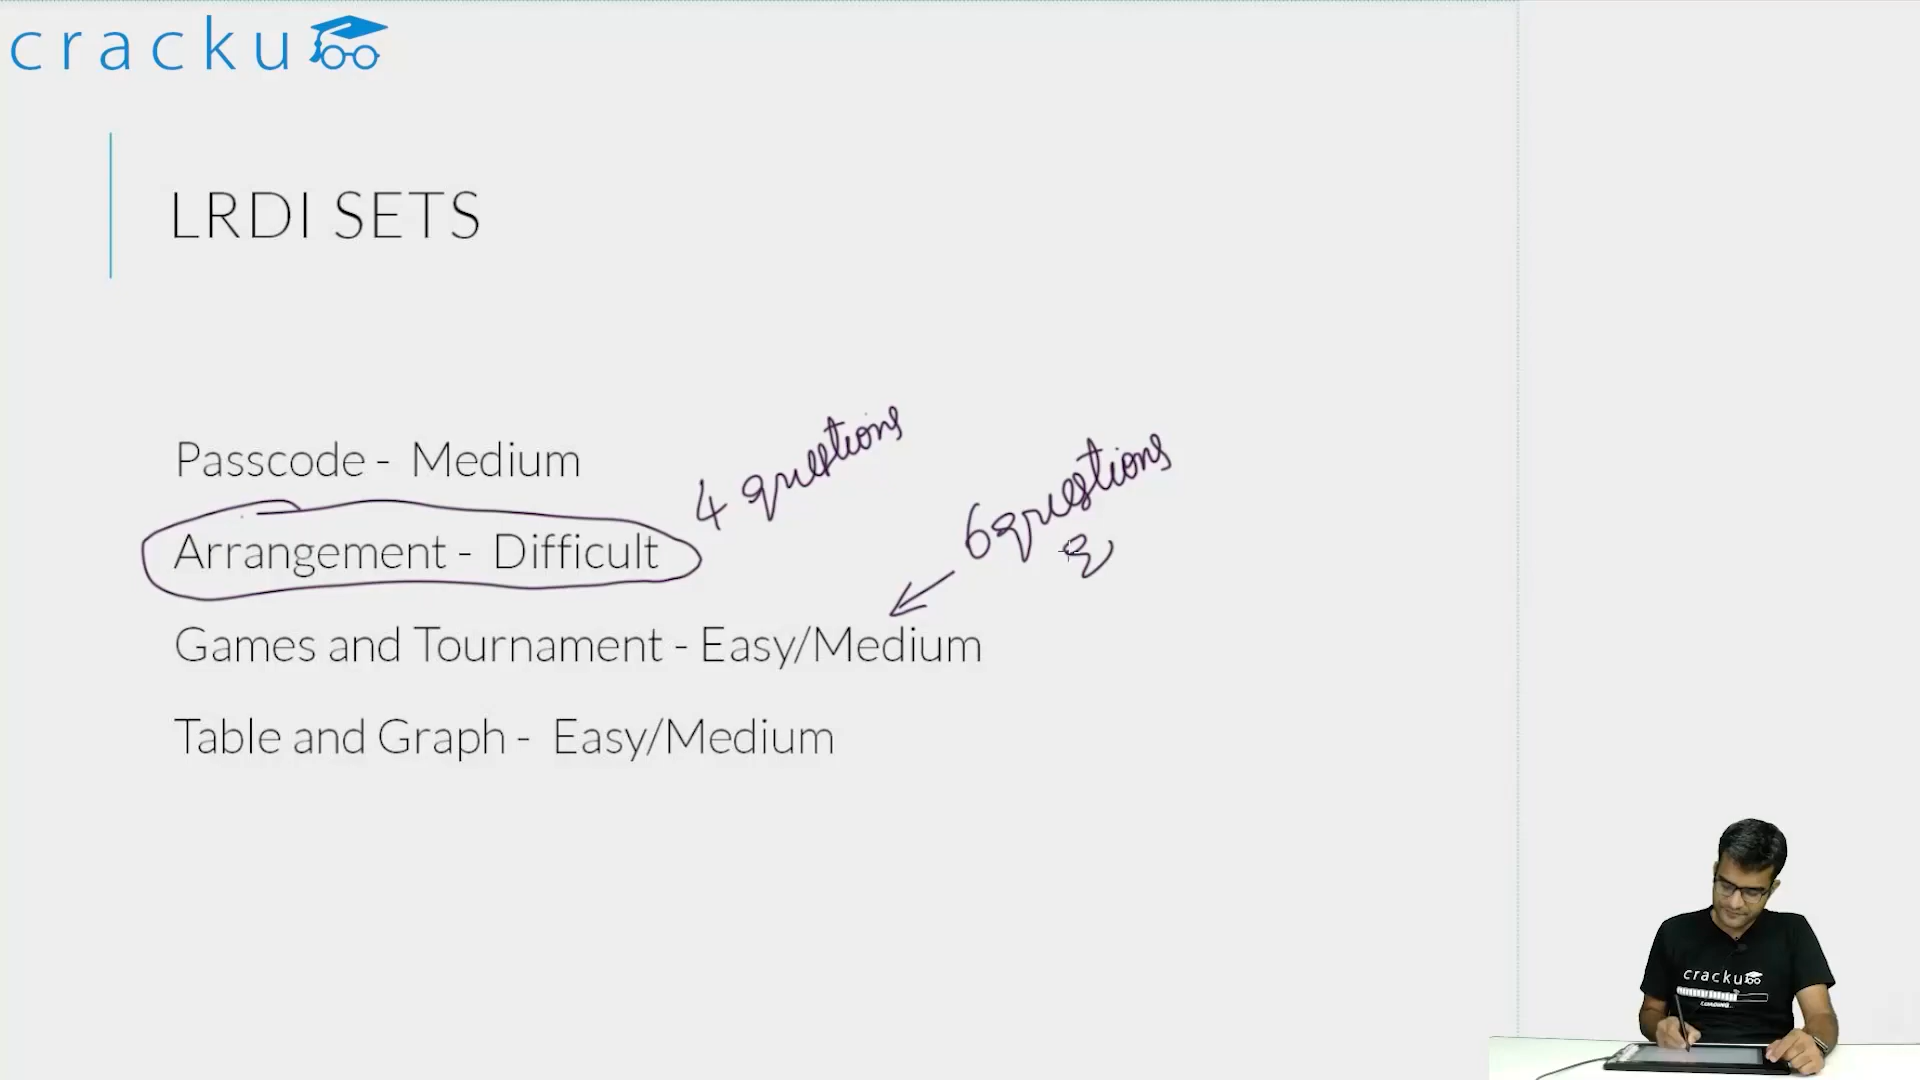 cracku
LRDI SETS
Passcode - Medium
4 questions
Arrangement - Difficult
6 questions
Games and Tournament - Easy/Medium
Table and Graph - Easy/Medium
cracku
LOADING...